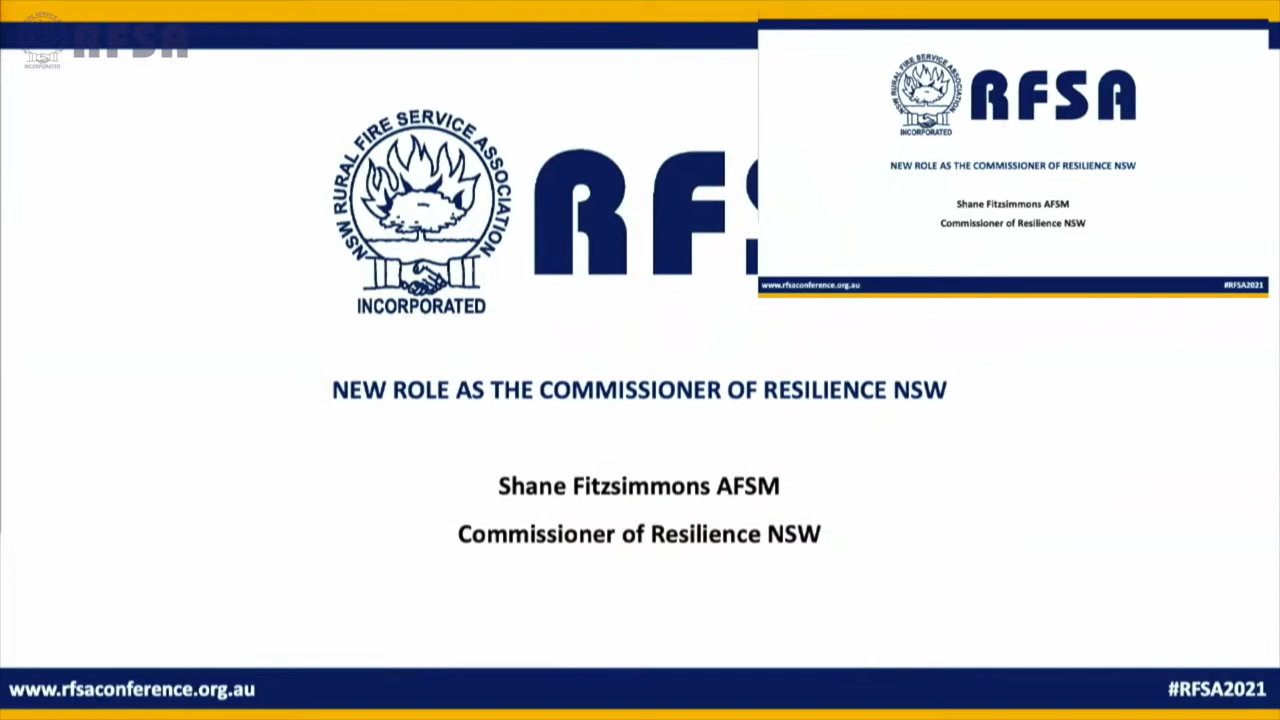 RFSA
INCORPORATED
NSW RURAL FIRE SERVICE ASSOCIATION
INCORPORATED
RFS
NEW ROLE AS THE COMMISSIONER OF RESILIENCE NSW
Shane Fitzsimmons AFSM
Commissioner of Resilience NSW
www.rfsaconference.org.au
#RFSA2021
NSW RURAL FIRE SERVICE ASSOCIATION
INCORPORATED
RFSA
NEW ROLE AS THE COMMISSIONER OF RESILIENCE NSW
Shane Fitzsimmons AFSM
Commissioner of Resilience NSW
www.rfsaconference.org.au
#RFSA2021